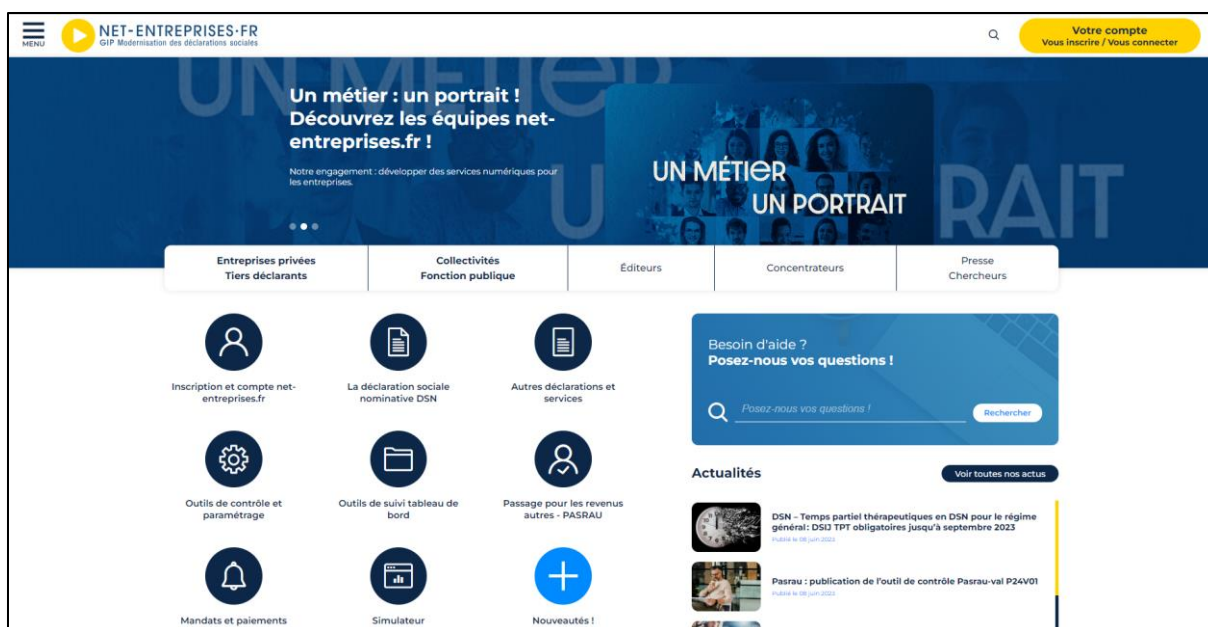 MENU
NET-ENTREPRISES·FR
GIP Modernisation des déclarations sociales
Votre compte
Vous inscrire / Vous connecter
UN MÉTIER
Un métier : un portrait !
Découvrez les équipes net-
entreprises.fr !
Notre engagement : développer des services numériques pour
les entreprises.
UN MÉTIER
UN PORTRAIT
U
RAIT
Entreprises privées
Tiers déclarants
Collectivités
Fonction publique
Éditeurs
Concentrateurs
Presse
Chercheurs
Inscription et compte net-
entreprises.fr
La déclaration sociale
nominative DSN
Autres déclarations et
services
Outils de contrôle et
paramétrage
Outils de suivi tableau de
bord
Passage pour les revenus
autres - PASRAU
Mandats et paiements
Simulateur
Nouveautés !
Besoin d'aide ?
Posez-nous vos questions !
Posez-nous vos questions !
Rechercher
Actualités
Voir toutes nos actus
DSN – Temps partiel thérapeutiques en DSN pour le régime
général: DSIJ TPT obligatoires jusqu'à septembre 2023
Publié le 08 juin 2023
Pasrau : publication de l'outil de contrôle Pasrau-val P24V01
Publié le 08 juin 2023